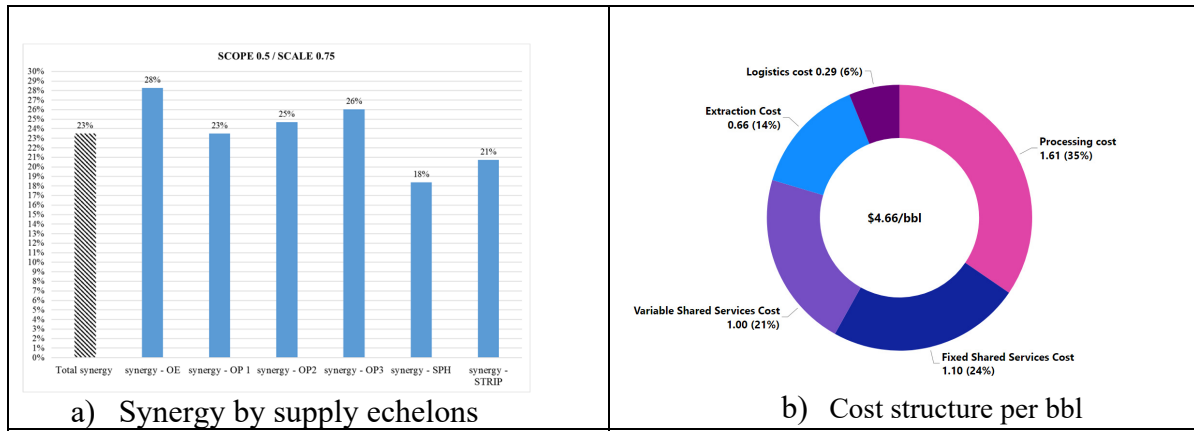 SCOPE 0.5 / SCALE 0.75
30%
29%
28%
27%
26%
25%
24%
23%
22%
21%
20%
19%
18%
17%
16%
15%
14%
13%
12%
11%
10%
9%
8%
7%
6%
5%
4%
3%
2%
1%
0%
23%
28%
23%
25%
26%
18%
21%
Total synergy
synergy - OE
synergy - OP 1
synergy - OP2
synergy - OP3
synergy - SPH
synergy -
STRIP
a) Synergy by supply echelons
Logistics cost 0.29 (6%)
Extraction Cost
0.66 (14%)
Processing cost
1.61 (35%)
$4.66/bbl
Variable Shared Services Cost
1.00 (21%)
Fixed Shared Services Cost
1.10 (24%)
b) Cost structure per bbl